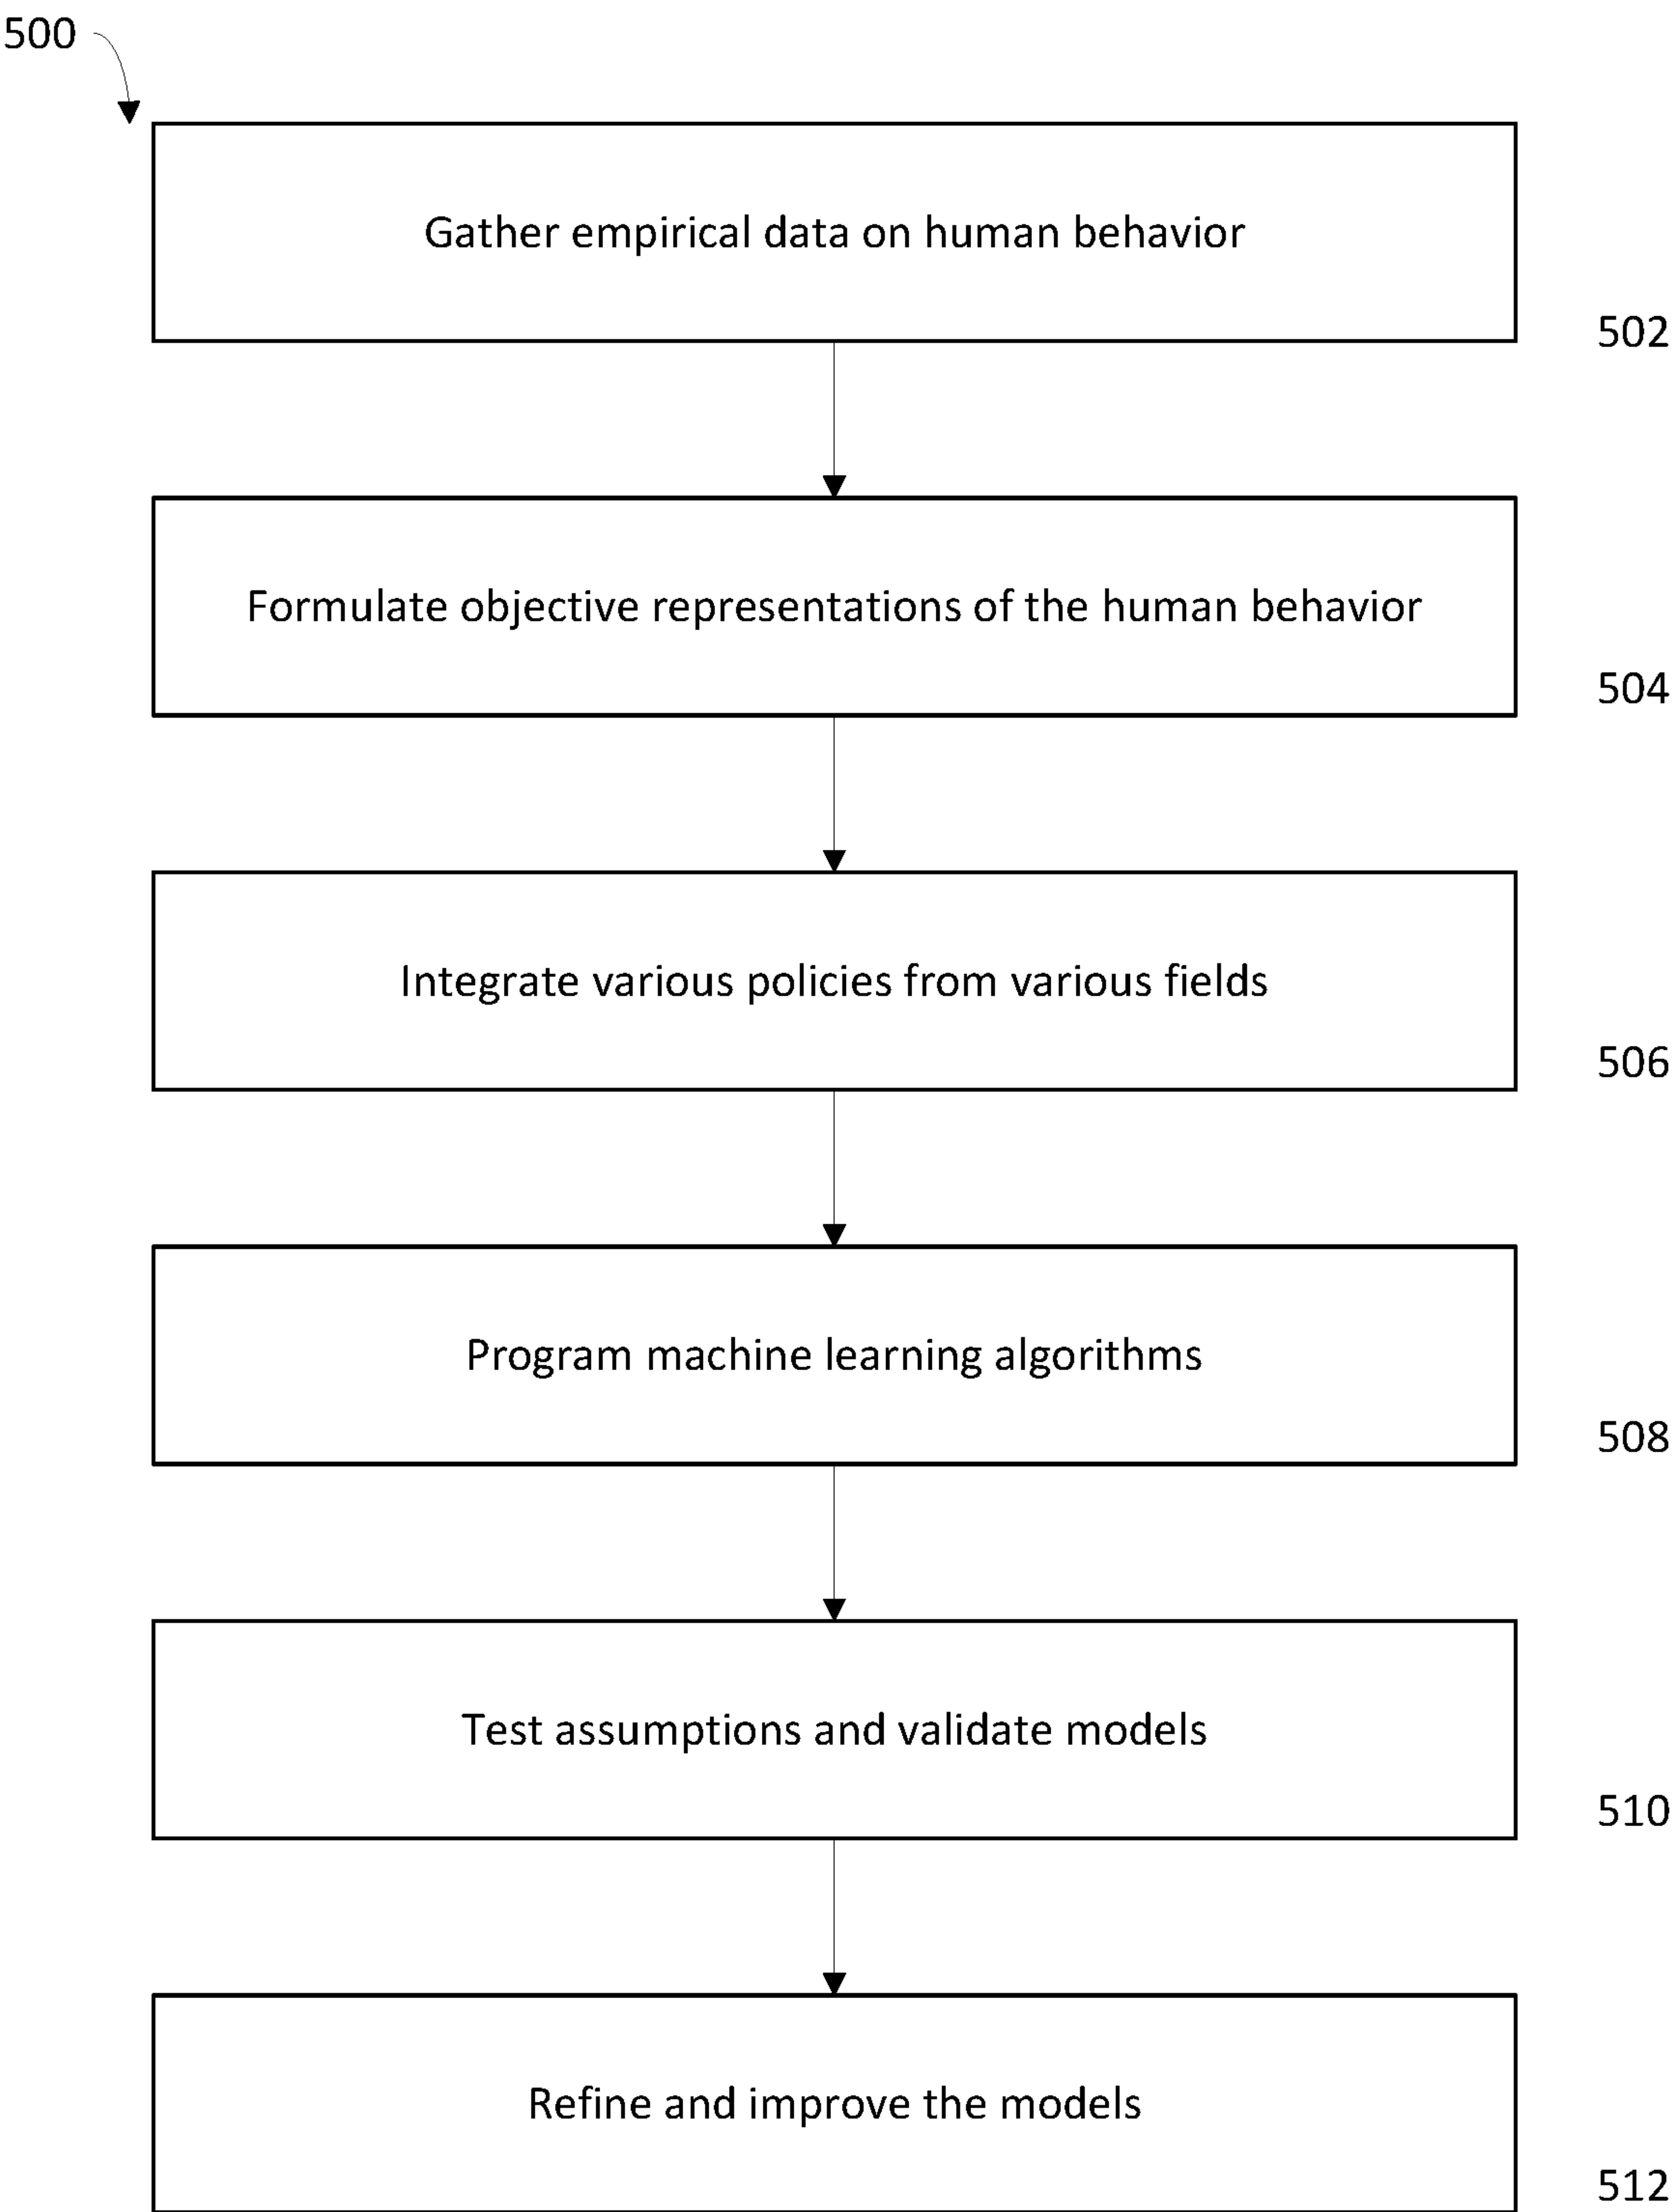 500
Gather empirical data on human behavior
502
Formulate objective representations of the human behavior
504
Integrate various policies from various fields
506
Program machine learning algorithms
508
Test assumptions and validate models
510
Refine and improve the models
512